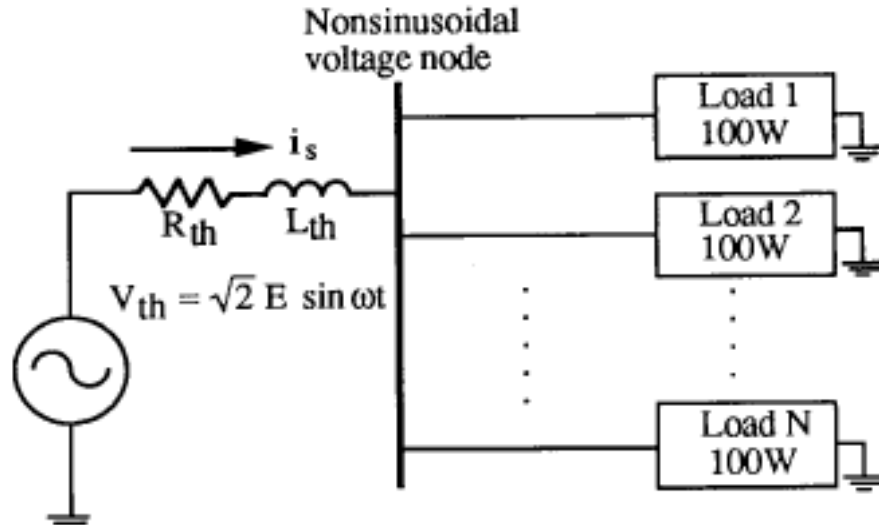 Nonsinusoidal
voltage node
Load 1
100W
i_s
R_th
L_th
Load 2
100W
V_th = √2 E sin ωt
Load N
100W